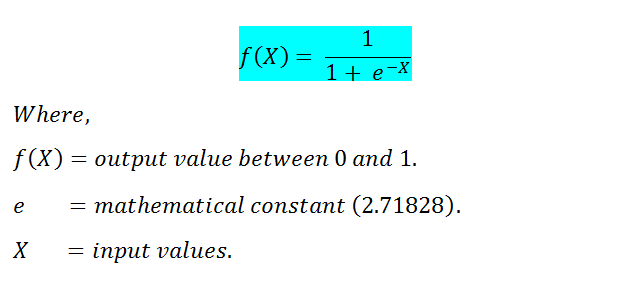 f(X) = 1 / (1 + e^−X)
Where,
f(X) = output value between 0 and 1.
e = mathematical constant (2.71828).
X = input values.